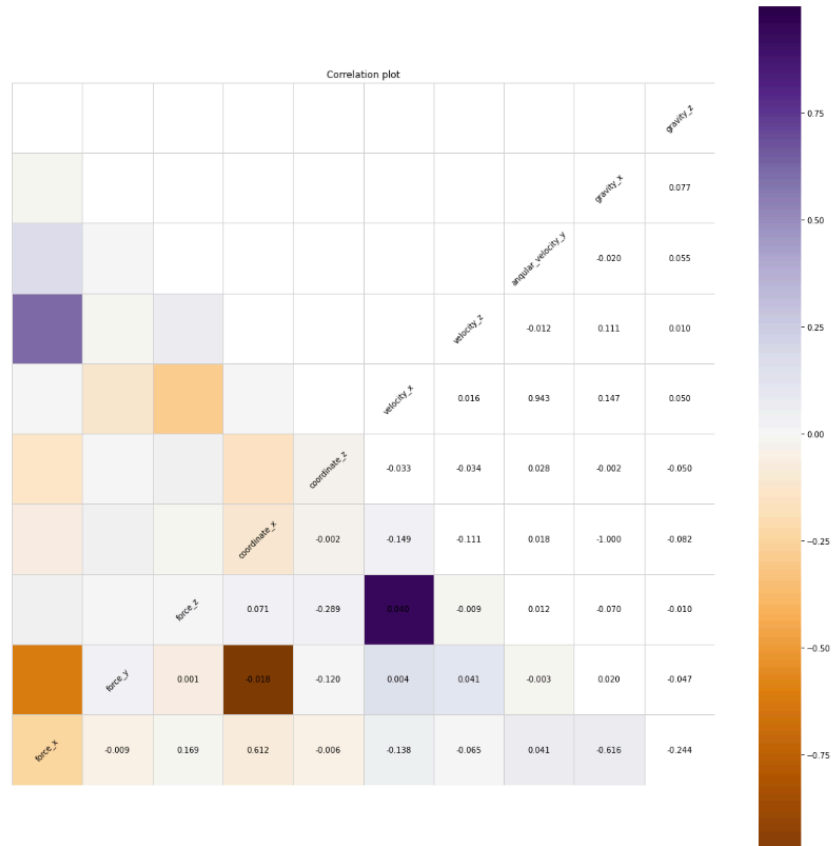 Correlation plot
gravity_z
gravity_x 0.077
angular_velocity_y -0.020 0.055
velocity_z -0.012 0.111 0.010
velocity_x 0.016 0.943 0.147 0.050
coordinate_z -0.033 -0.034 0.028 -0.002 -0.050
coordinate_x -0.002 -0.149 -0.111 0.018 -1.000 -0.082
force_z 0.071 -0.289 0.040 -0.009 0.012 -0.070 -0.010
force_y 0.001 -0.018 -0.120 0.004 0.041 -0.003 0.020 -0.047
force_x -0.009 0.169 0.612 -0.006 -0.138 -0.065 0.041 -0.616 -0.244
0.75
0.50
0.25
0.00
−0.25
−0.50
−0.75